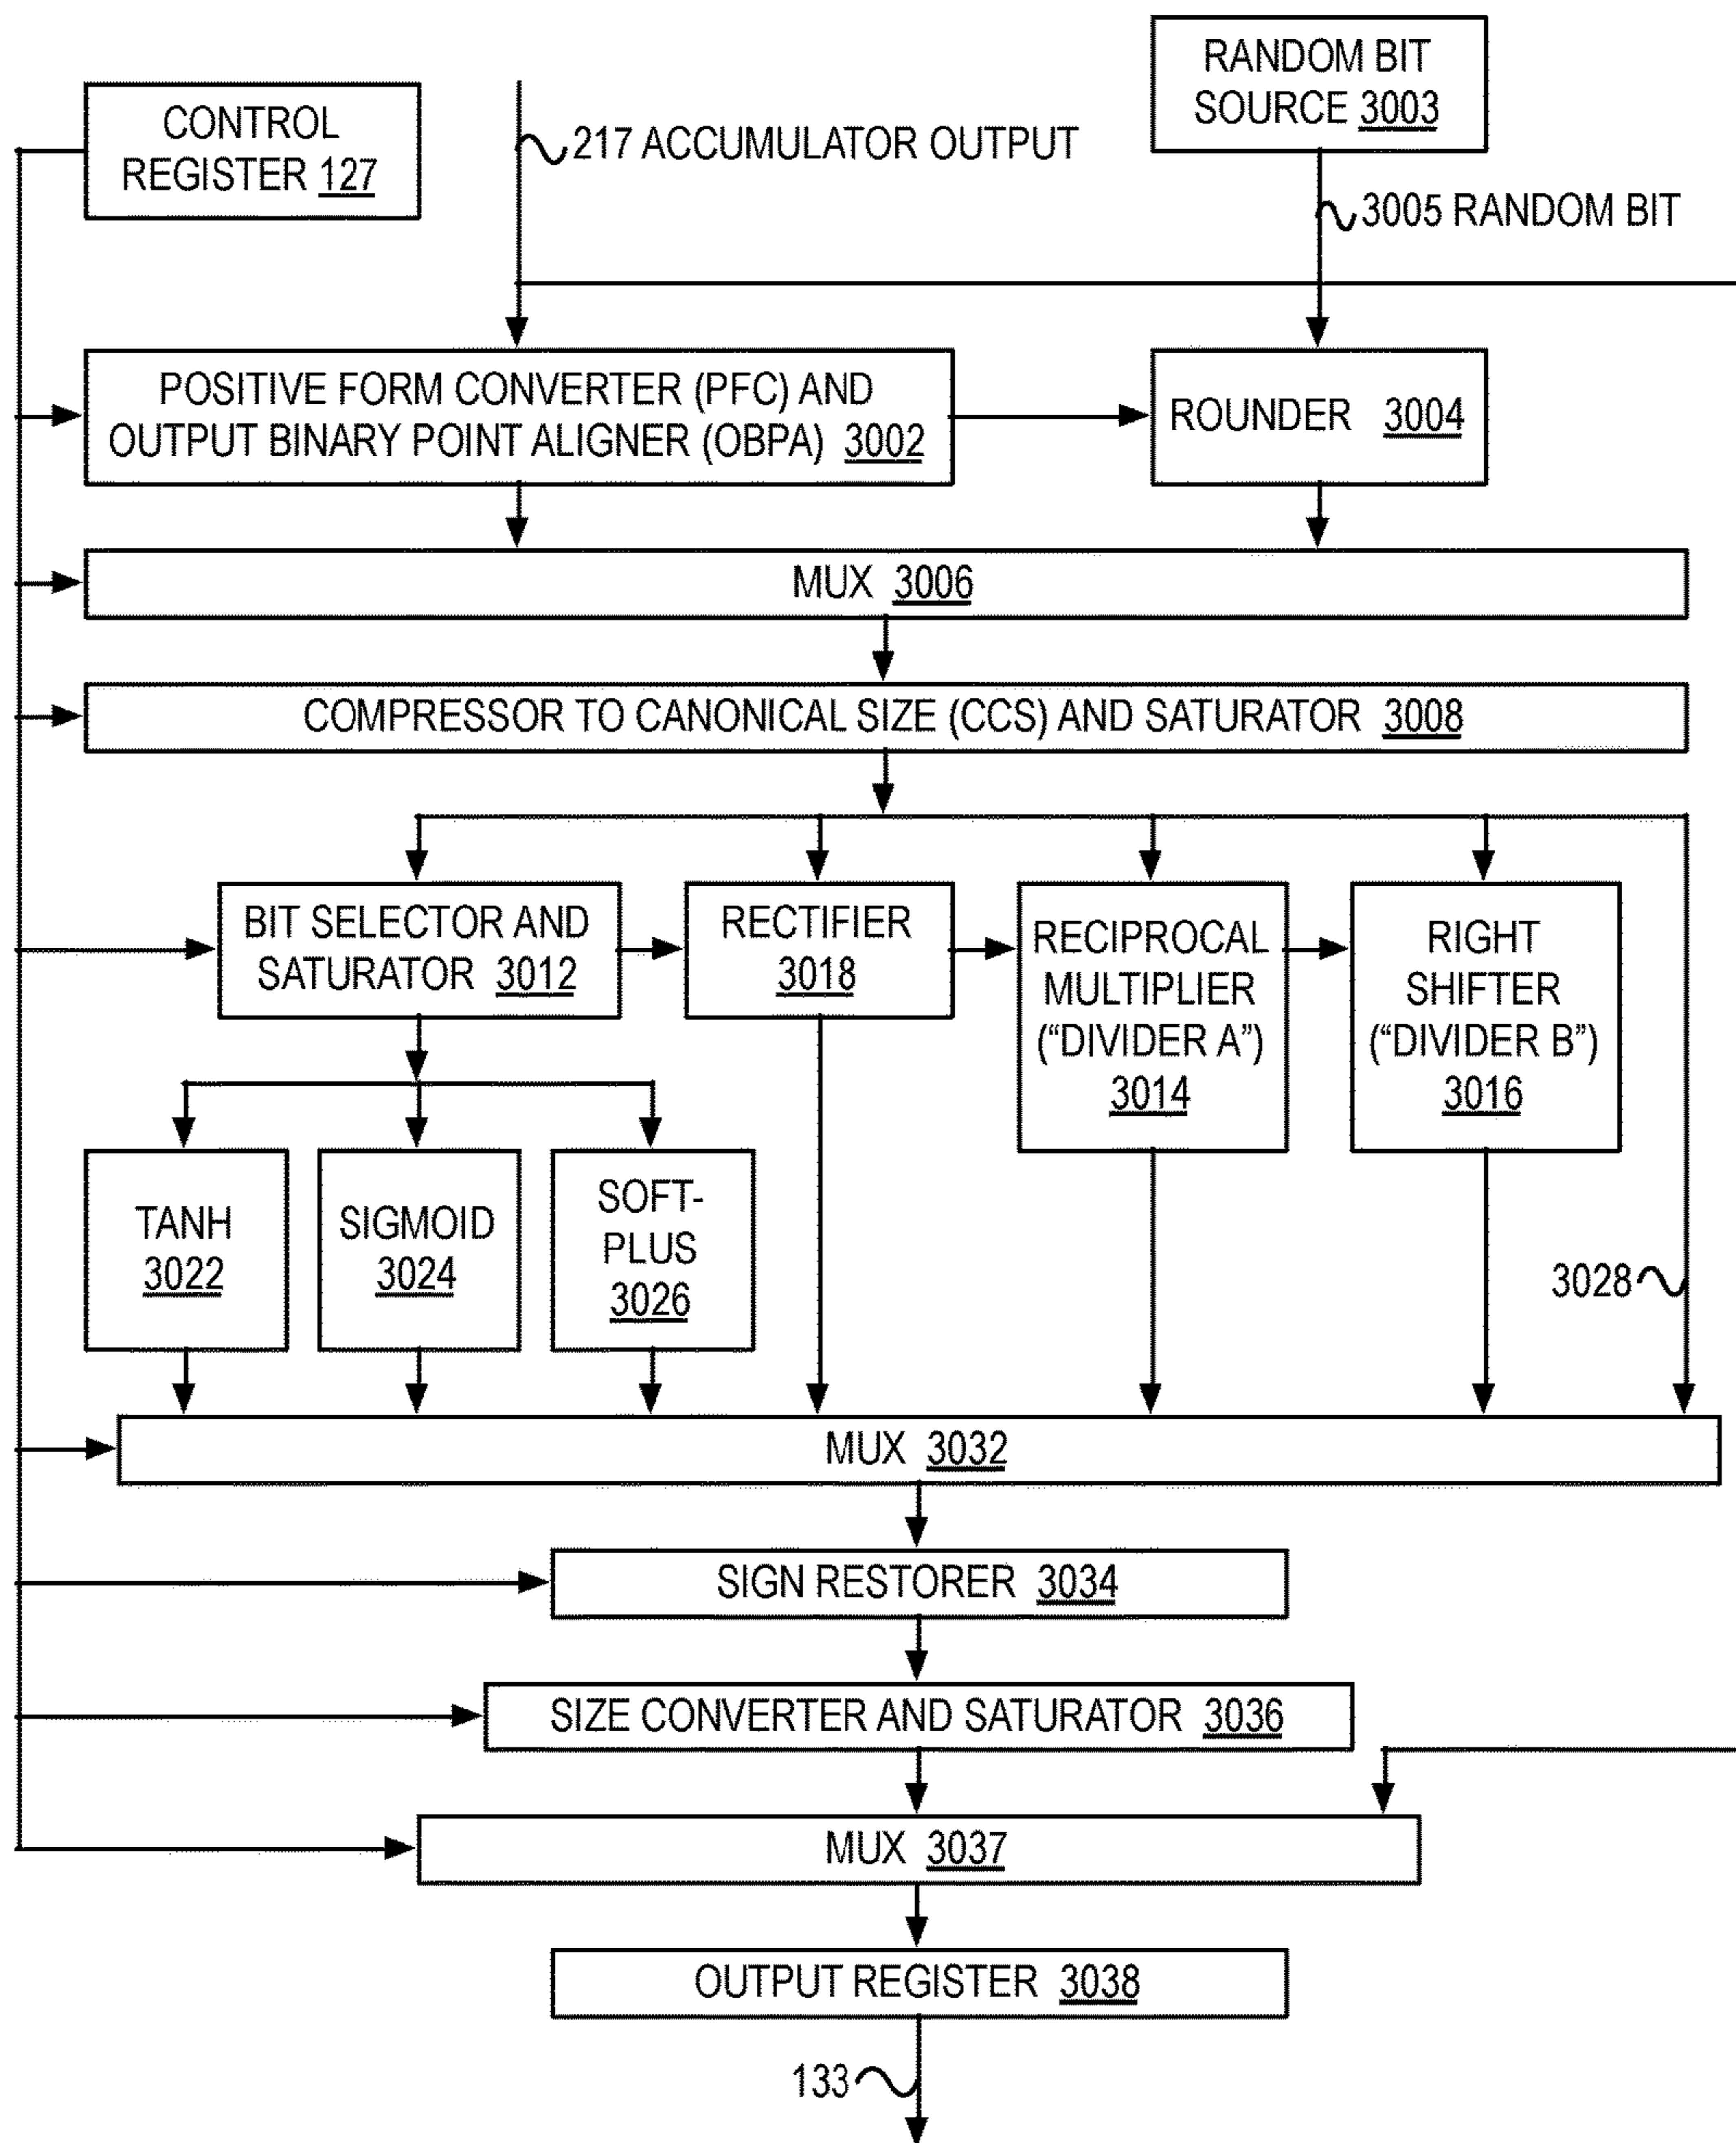 RANDOM BIT
SOURCE 3003
CONTROL
REGISTER 127
217 ACCUMULATOR OUTPUT
3005 RANDOM BIT
POSITIVE FORM CONVERTER (PFC) AND
OUTPUT BINARY POINT ALIGNER (OBPA) 3002
ROUNDER 3004
MUX 3006
COMPRESSOR TO CANONICAL SIZE (CCS) AND SATURATOR 3008
BIT SELECTOR AND
SATURATOR 3012
RECTIFIER
3018
RECIPROCAL
MULTIPLIER
(“DIVIDER A”)
3014
RIGHT
SHIFTER
(“DIVIDER B”)
3016
TANH
3022
SIGMOID
3024
SOFT-
PLUS
3026
3028
MUX 3032
SIGN RESTORER 3034
SIZE CONVERTER AND SATURATOR 3036
MUX 3037
OUTPUT REGISTER 3038
133